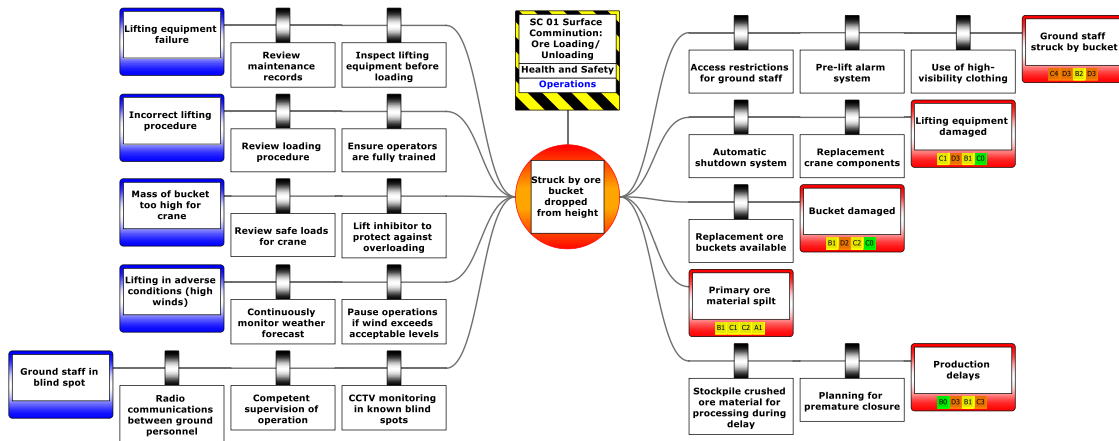 SC 01 Surface
Comminution:
Ore Loading/
Unloading
Health and Safety
Operations
Struck by ore
bucket
dropped
from height
Lifting equipment
failure
Review
maintenance
records
Inspect lifting
equipment before
loading
Incorrect lifting
procedure
Review loading
procedure
Ensure operators
are fully trained
Mass of bucket
too high for
crane
Review safe loads
for crane
Lift inhibitor to
protect against
overloading
Lifting in adverse
conditions (high
winds)
Continuously
monitor weather
forecast
Pause operations
if wind exceeds
acceptable levels
Ground staff in
blind spot
Radio
communications
between ground
personnel
Competent
supervision of
operation
CCTV monitoring
in known blind
spots
Access restrictions
for ground staff
Pre-lift alarm
system
Use of high-
visibility clothing
Ground staff
struck by bucket
C4 D3 B2 D3
Automatic
shutdown system
Replacement
crane components
Lifting equipment
damaged
C1 D3 B1 C0
Replacement ore
buckets available
Bucket damaged
B1 D2 C2 C0
Primary ore
material spilt
B1 C1 C2 A1
Stockpile crushed
ore material for
processing during
delay
Planning for
premature closure
Production
delays
B0 D3 B1 C3